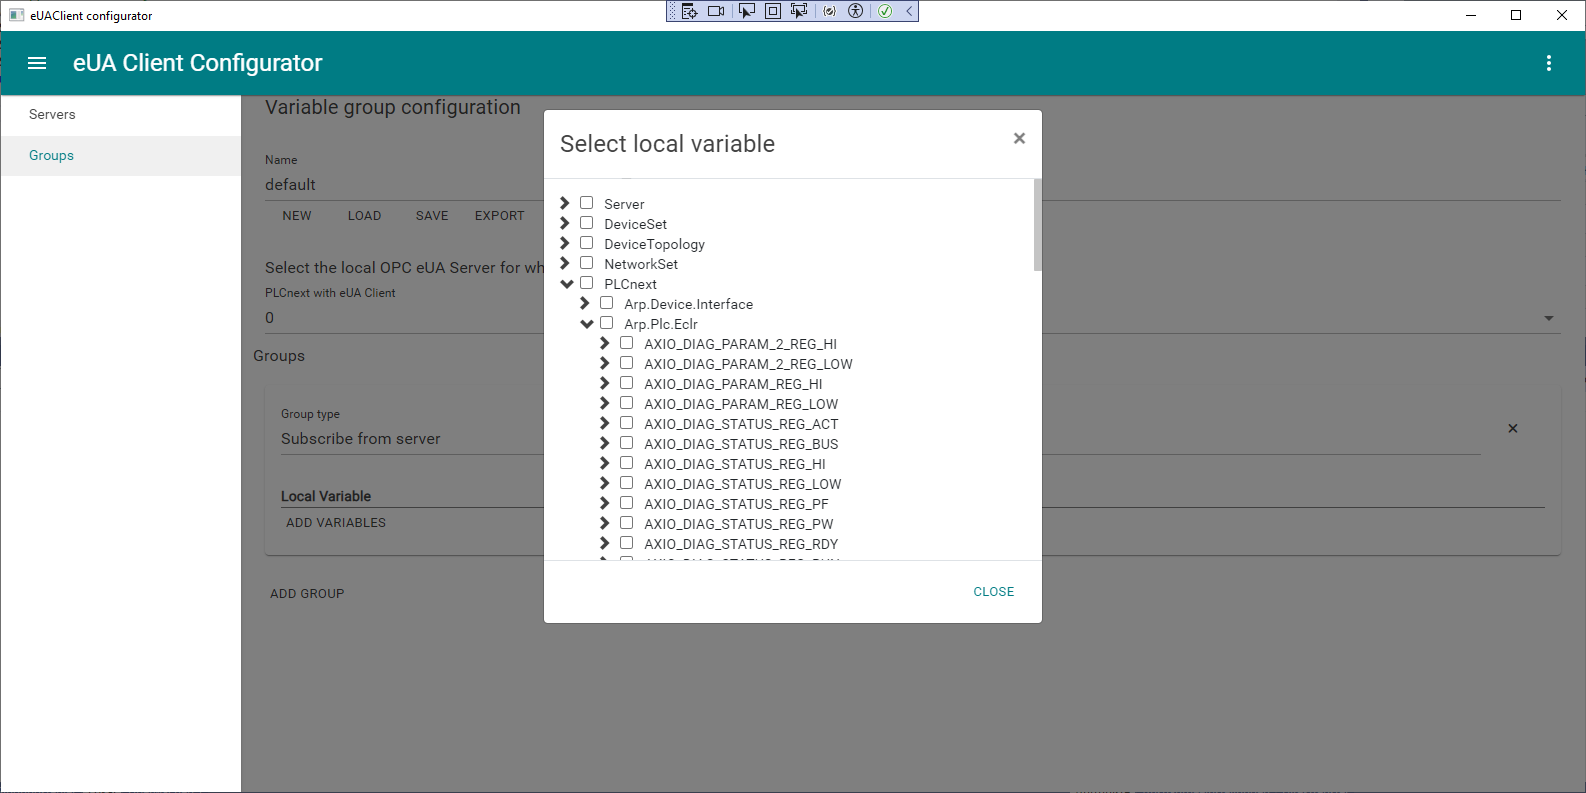 eUAClient configurator
eUA Client Configurator
Servers
Groups
Variable group configuration
Name
default
NEW LOAD SAVE EXPORT
Select the local OPC eUA Server for wh
PLCnext with eUA Client
0
Groups
Group type
Subscribe from server
Local Variable
ADD VARIABLES
ADD GROUP
Select local variable
Server
DeviceSet
DeviceTopology
NetworkSet
PLCnext
Arp.Device.Interface
Arp.Plc.Eclr
AXIO_DIAG_PARAM_2_REG_HI
AXIO_DIAG_PARAM_2_REG_LOW
AXIO_DIAG_PARAM_REG_HI
AXIO_DIAG_PARAM_REG_LOW
AXIO_DIAG_STATUS_REG_ACT
AXIO_DIAG_STATUS_REG_BUS
AXIO_DIAG_STATUS_REG_HI
AXIO_DIAG_STATUS_REG_LOW
AXIO_DIAG_STATUS_REG_PF
AXIO_DIAG_STATUS_REG_PW
AXIO_DIAG_STATUS_REG_RDY
CLOSE